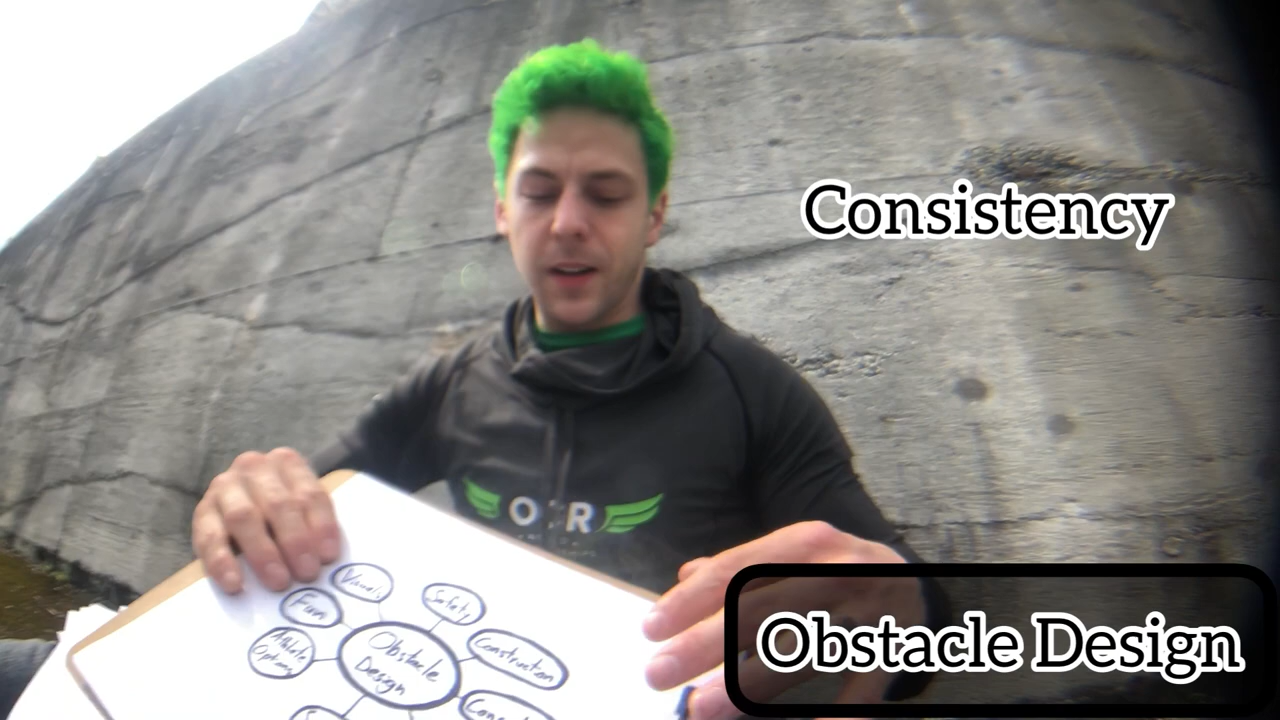 Consistency
OCR
Visuals
Safety
Fun
Construction
Athlete
Options
Obstacle
Design
Obstacle Design